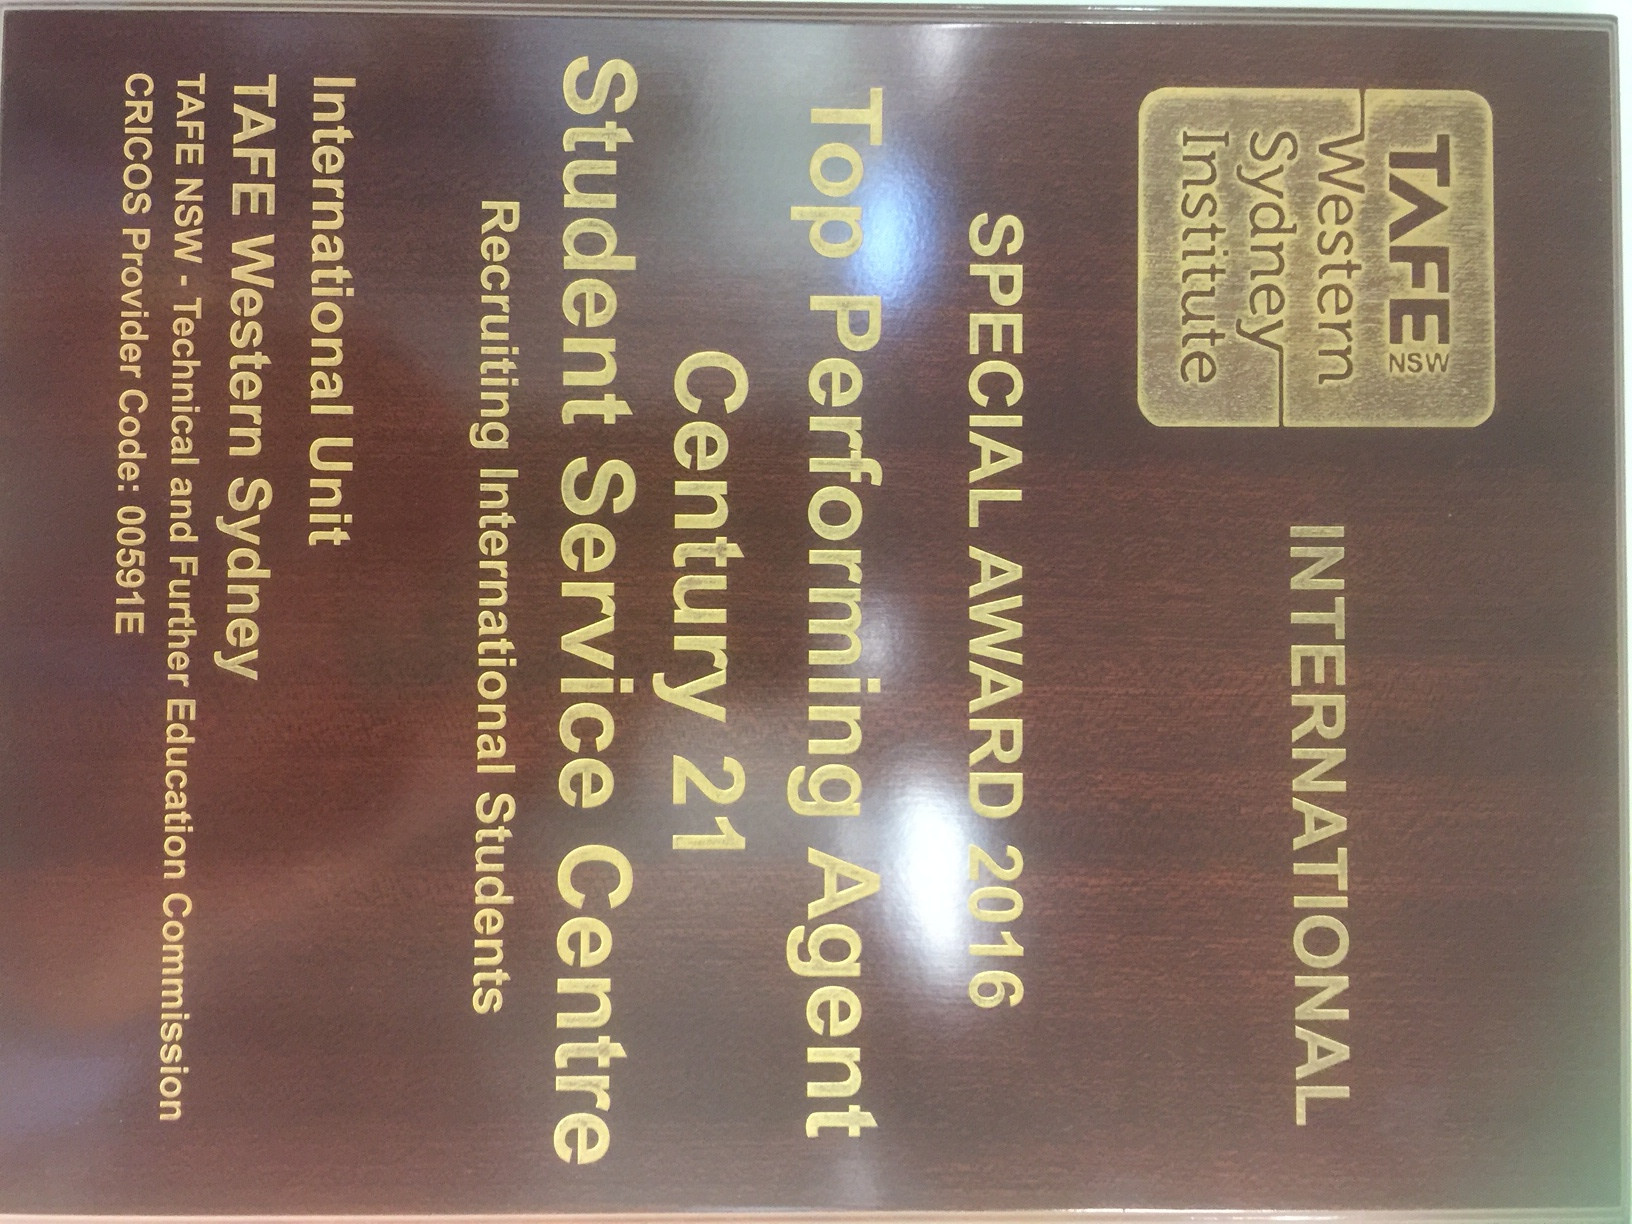 TAFE NSW
Western
Sydney
Institute
INTERNATIONAL
SPECIAL AWARD 2016
Top Performing Agent
Century 21
Student Service Centre
Recruiting International Students
International Unit
TAFE Western Sydney
TAFE NSW - Technical and Further Education Commission
CRICOS Provider Code: 00591E